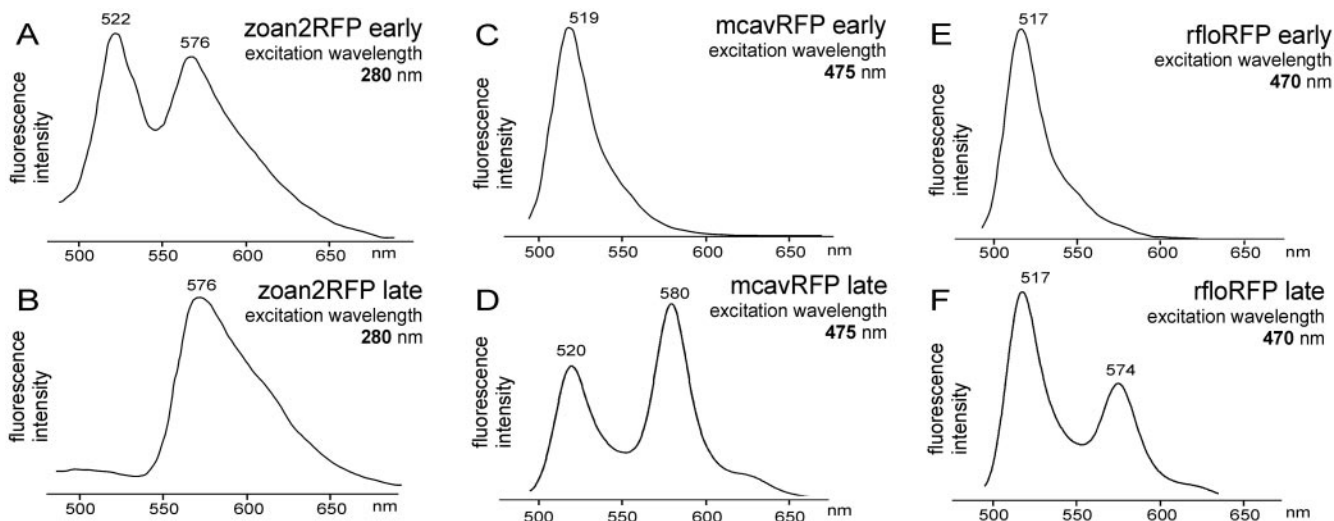 A
zoan2RFP early
excitation wavelength
280 nm
522
576
fluorescence
intensity
500 550 600 650 nm
C
mcavRFP early
excitation wavelength
475 nm
519
fluorescence
intensity
500 550 600 650 nm
E
rfloRFP early
excitation wavelength
470 nm
517
fluorescence
intensity
500 550 600 650 nm
B
zoan2RFP late
excitation wavelength
280 nm
576
fluorescence
intensity
500 550 600 650 nm
D
mcavRFP late
excitation wavelength
475 nm
520
580
fluorescence
intensity
500 550 600 650 nm
F
rfloRFP late
excitation wavelength
470 nm
517
574
fluorescence
intensity
500 550 600 650 nm